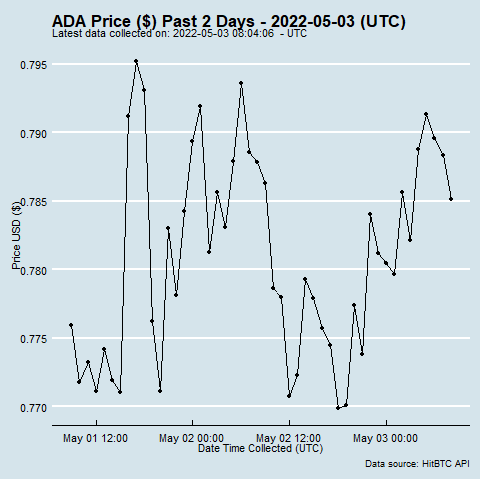 ADA Price ($) Past 2 Days - 2022-05-03 (UTC)
Latest data collected on: 2022-05-03 08:04:06 - UTC
0.795
0.790
0.785
0.780
0.775
0.770
Price USD ($)
May 01 12:00
May 02 00:00
May 02 12:00
May 03 00:00
Date Time Collected (UTC)
Data source: HitBTC API